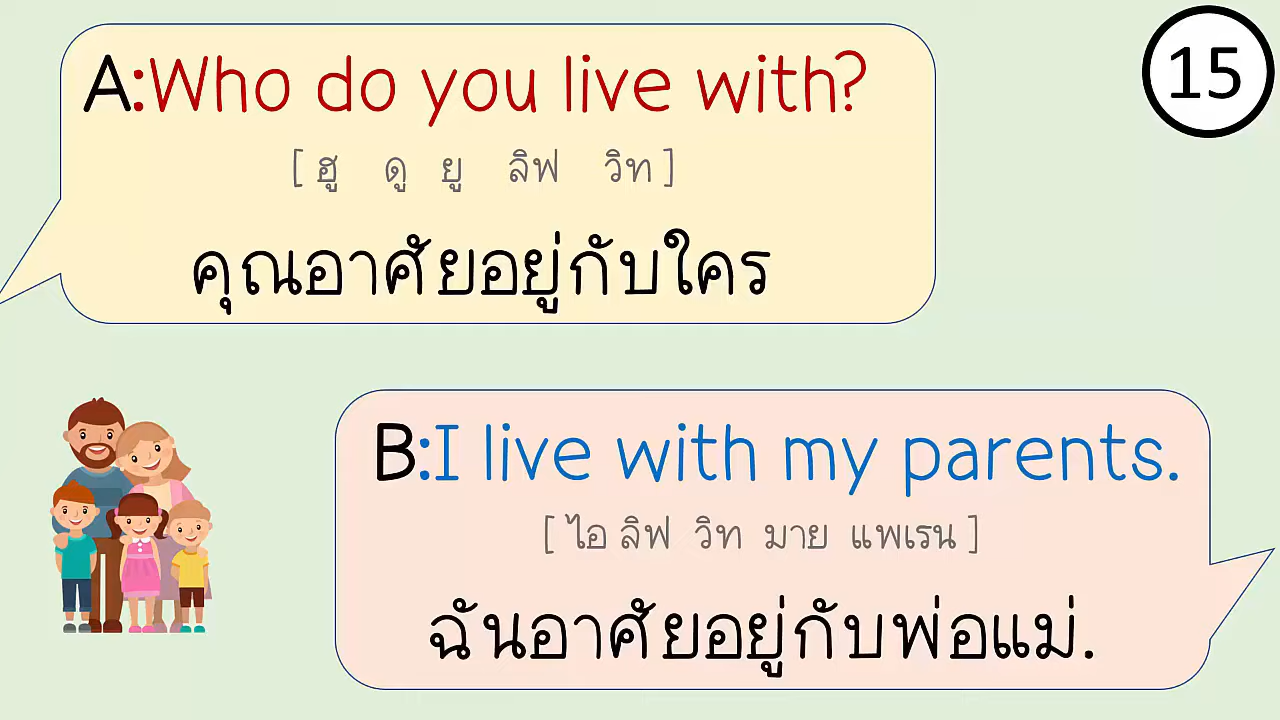 15
A:Who do you live with?
[ ฮู ดู ยู ลิฟ วิท ]
คุณอาศัยอยู่กับใคร
B:I live with my parents.
[ ไอ ลิฟ วิท มาย แพเรน ]
ฉันอาศัยอยู่กับพ่อแม่.